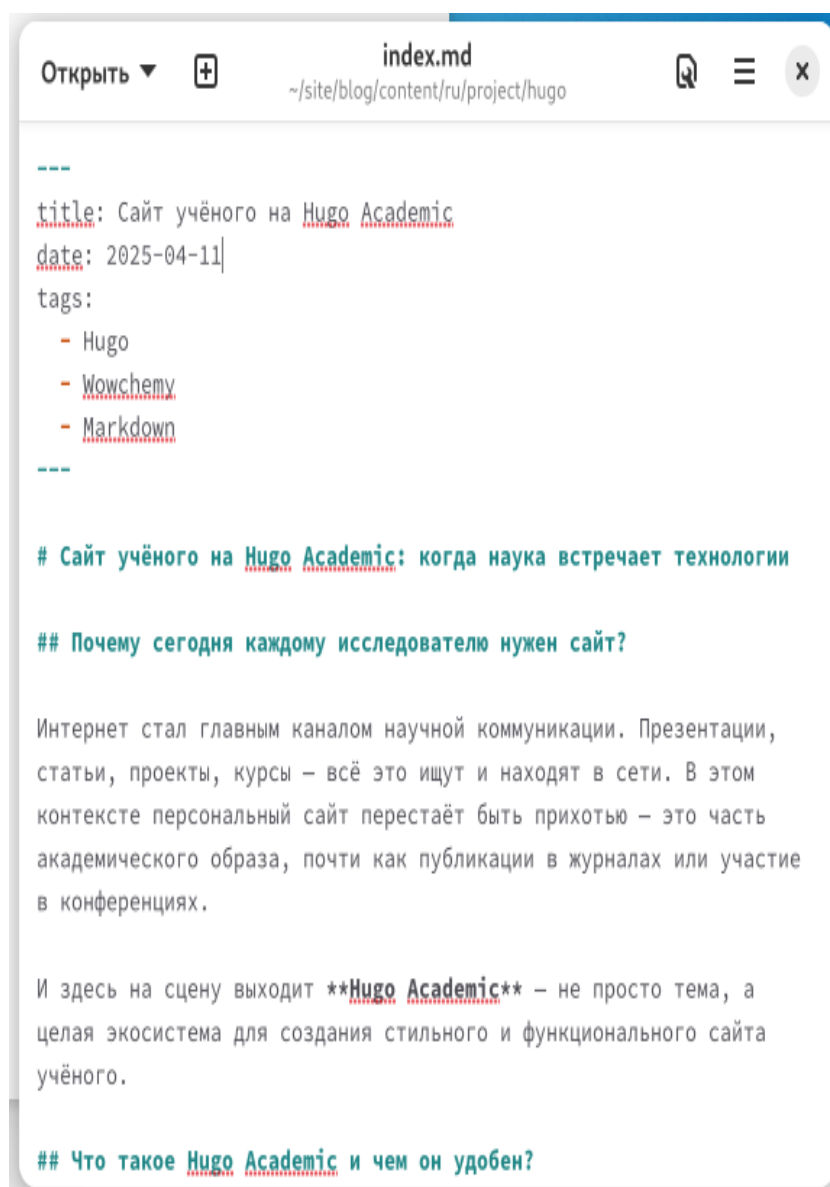 Открыть
index.md
~/site/blog/content/ru/project/hugo
---
title: Сайт учёного на Hugo Academic
date: 2025-04-11
tags:
  - Hugo
  - Wowchemy
  - Markdown
---
# Сайт учёного на Hugo Academic: когда наука встречает технологии
## Почему сегодня каждому исследователю нужен сайт?
Интернет стал главным каналом научной коммуникации. Презентации,
статьи, проекты, курсы — всё это ищут и находят в сети. В этом
контексте персональный сайт перестаёт быть прихотью — это часть
академического образа, почти как публикации в журналах или участие
в конференциях.
И здесь на сцену выходит **Hugo Academic** — не просто тема, а
целая экосистема для создания стильного и функционального сайта
учёного.
## Что такое Hugo Academic и чем он удобен?